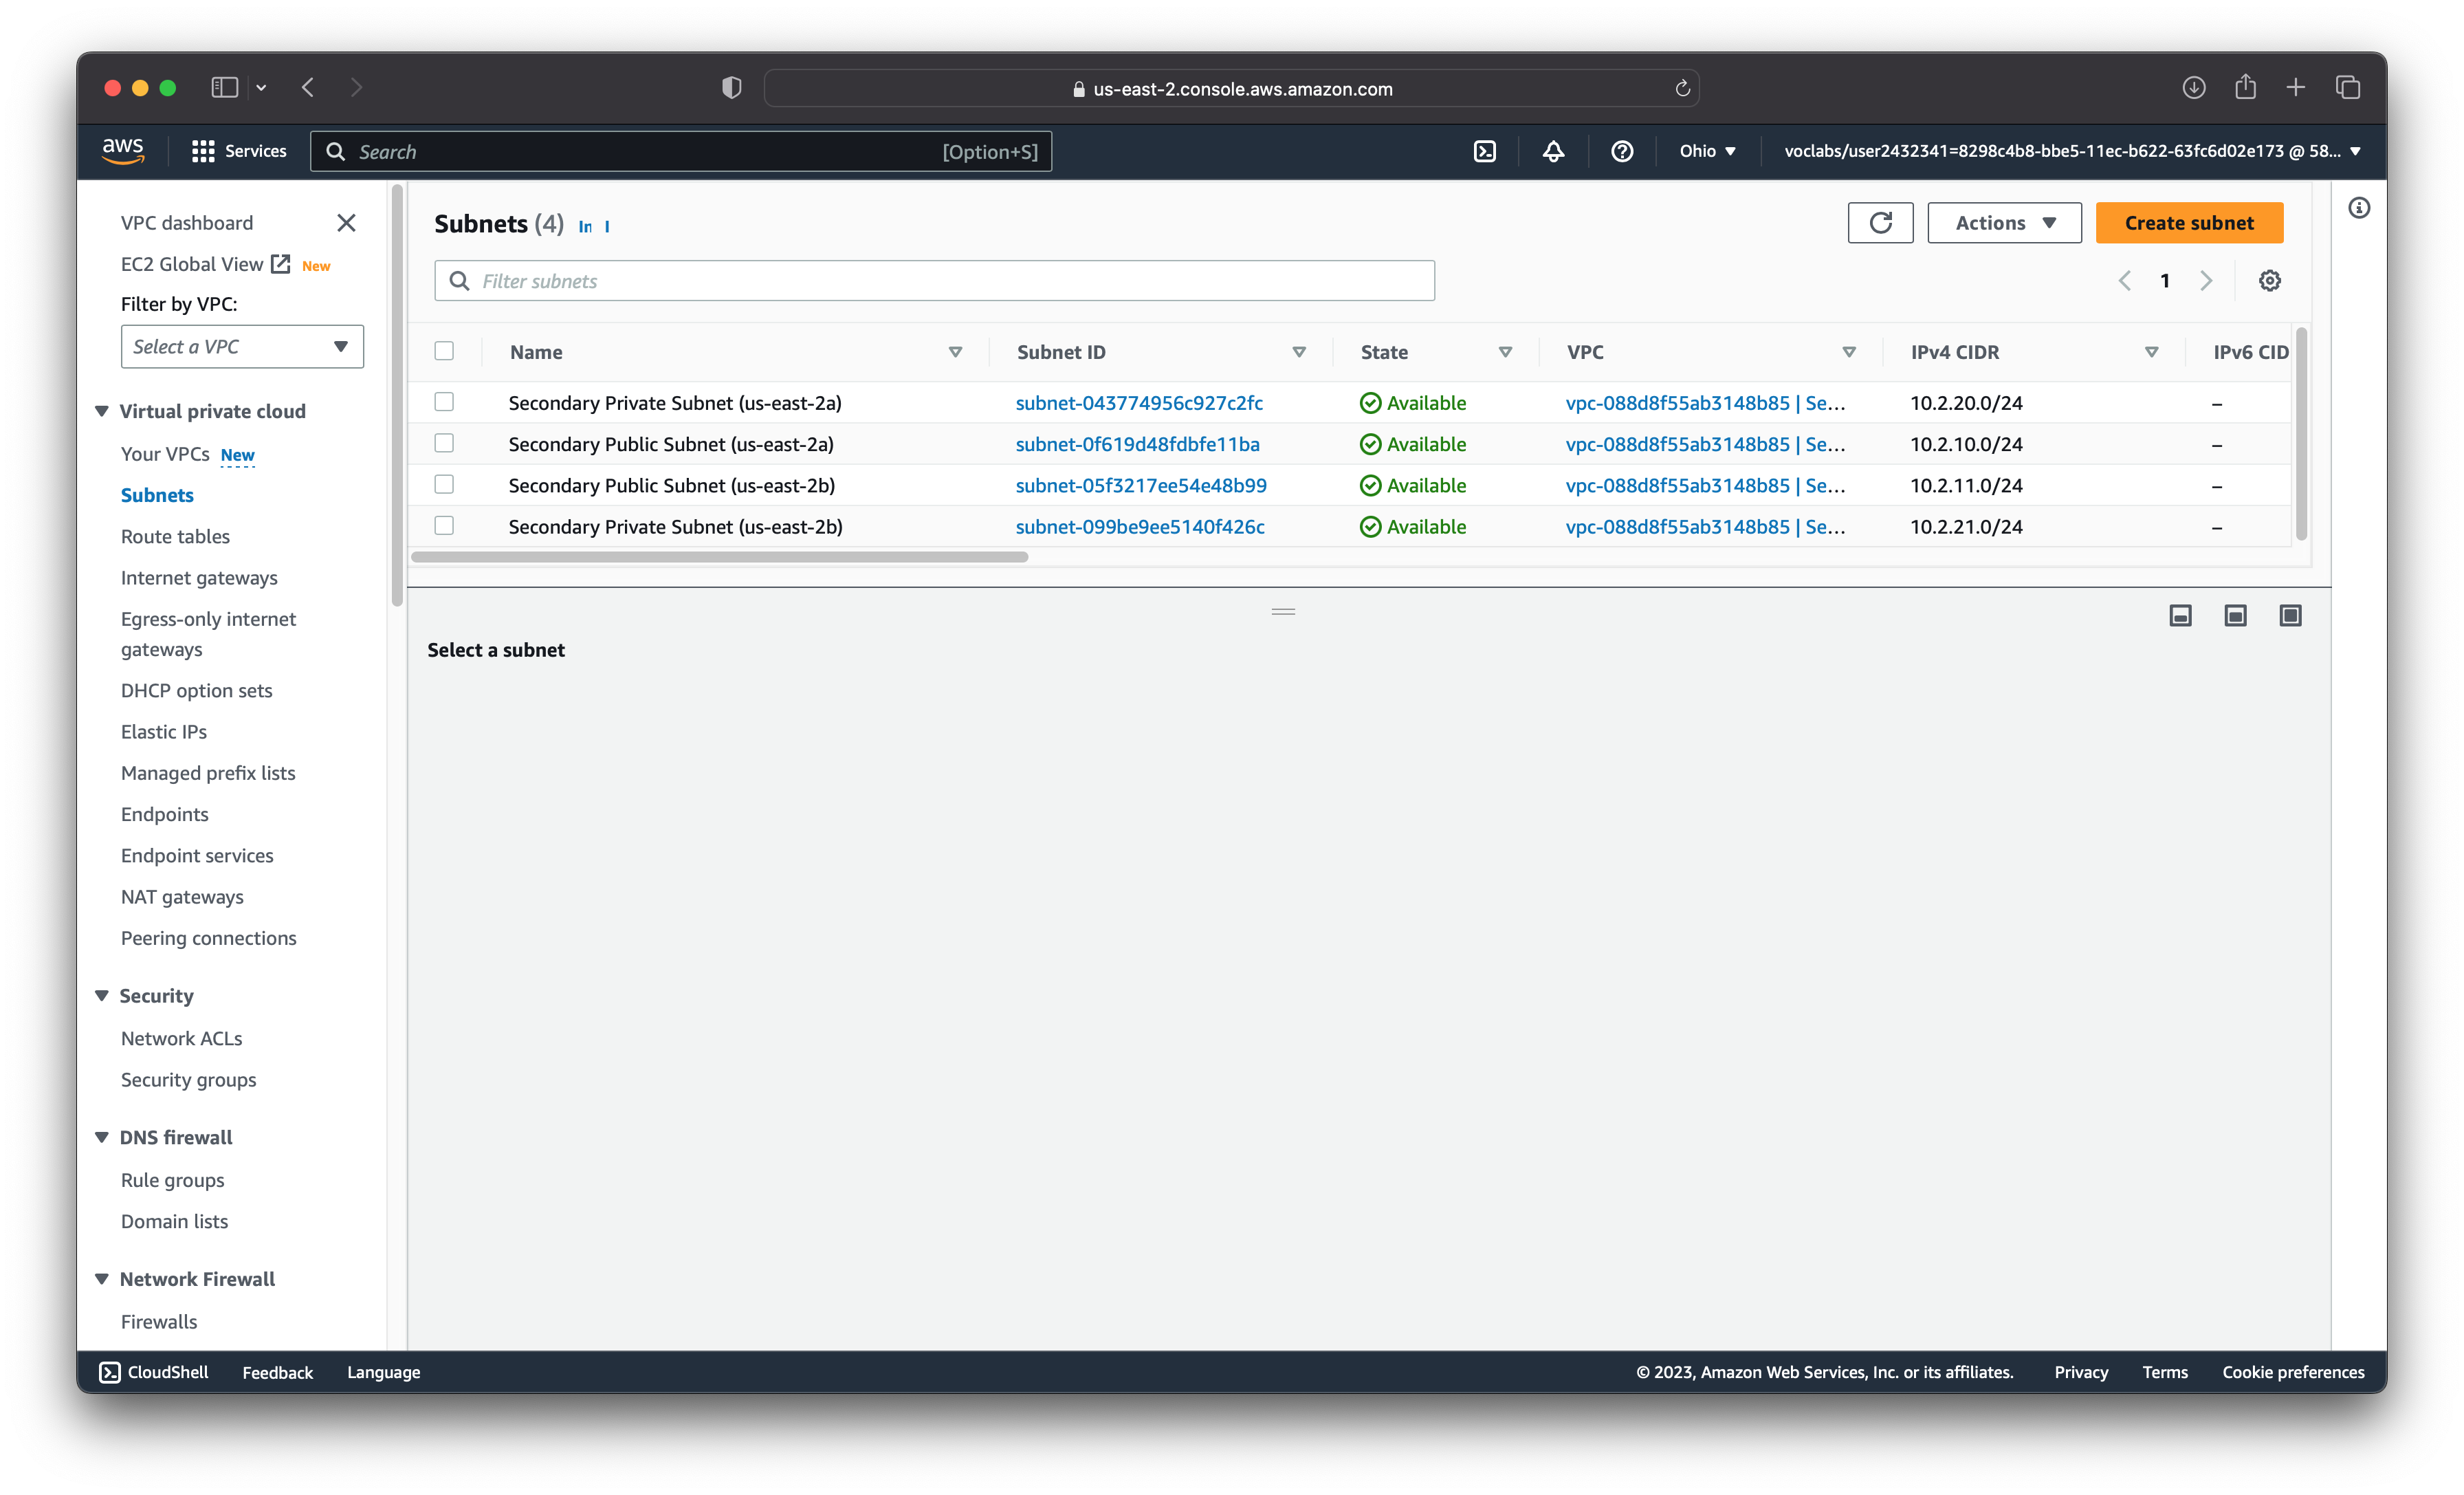 us-east-2.console.aws.amazon.com
aws
Services
Search
[Option+S]
Ohio
voclabs/user2432341=8298c4b8-bbe5-11ec-b622-63fc6d02e173 @ 58...
VPC dashboard
EC2 Global View New
Filter by VPC:
Select a VPC
Virtual private cloud
Your VPCs New
Subnets
Route tables
Internet gateways
Egress-only internet
gateways
DHCP option sets
Elastic IPs
Managed prefix lists
Endpoints
Endpoint services
NAT gateways
Peering connections
Security
Network ACLs
Security groups
DNS firewall
Rule groups
Domain lists
Network Firewall
Firewalls
Subnets (4)
Actions
Create subnet
Filter subnets
1
Name Subnet ID State VPC IPv4 CIDR IPv6 CID
Secondary Private Subnet (us-east-2a) subnet-043774956c927c2fc Available vpc-088d8f55ab3148b85 | Se... 10.2.20.0/24 –
Secondary Public Subnet (us-east-2a) subnet-0f619d48fdbfe11ba Available vpc-088d8f55ab3148b85 | Se... 10.2.10.0/24 –
Secondary Public Subnet (us-east-2b) subnet-05f3217ee54e48b99 Available vpc-088d8f55ab3148b85 | Se... 10.2.11.0/24 –
Secondary Private Subnet (us-east-2b) subnet-099be9ee5140f426c Available vpc-088d8f55ab3148b85 | Se... 10.2.21.0/24 –
Select a subnet
CloudShell
Feedback
Language
© 2023, Amazon Web Services, Inc. or its affiliates.
Privacy
Terms
Cookie preferences